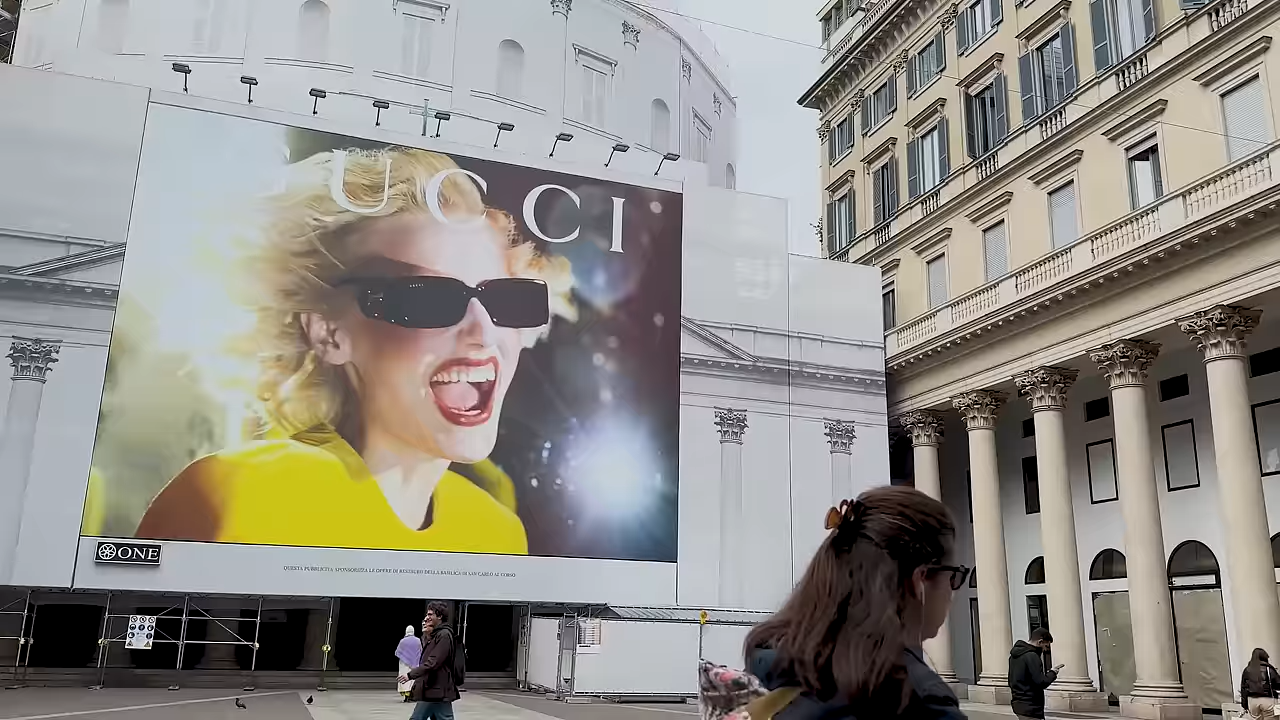 UCCI
ONE
QUESTA PUBBLICITÀ SPONSORIZZA LE OPERE DI RESTAURO DELLA BASILICA DI SAN CARLO AL CORSO